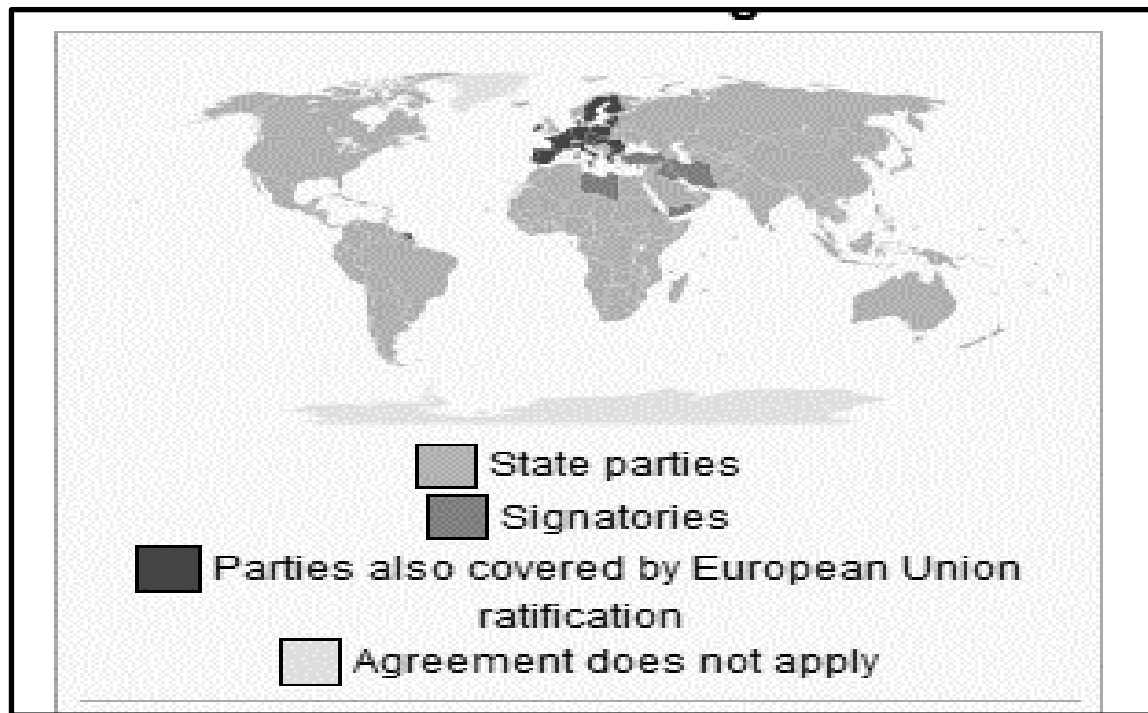 State parties
Signatories
Parties also covered by European Union
ratification
Agreement does not apply